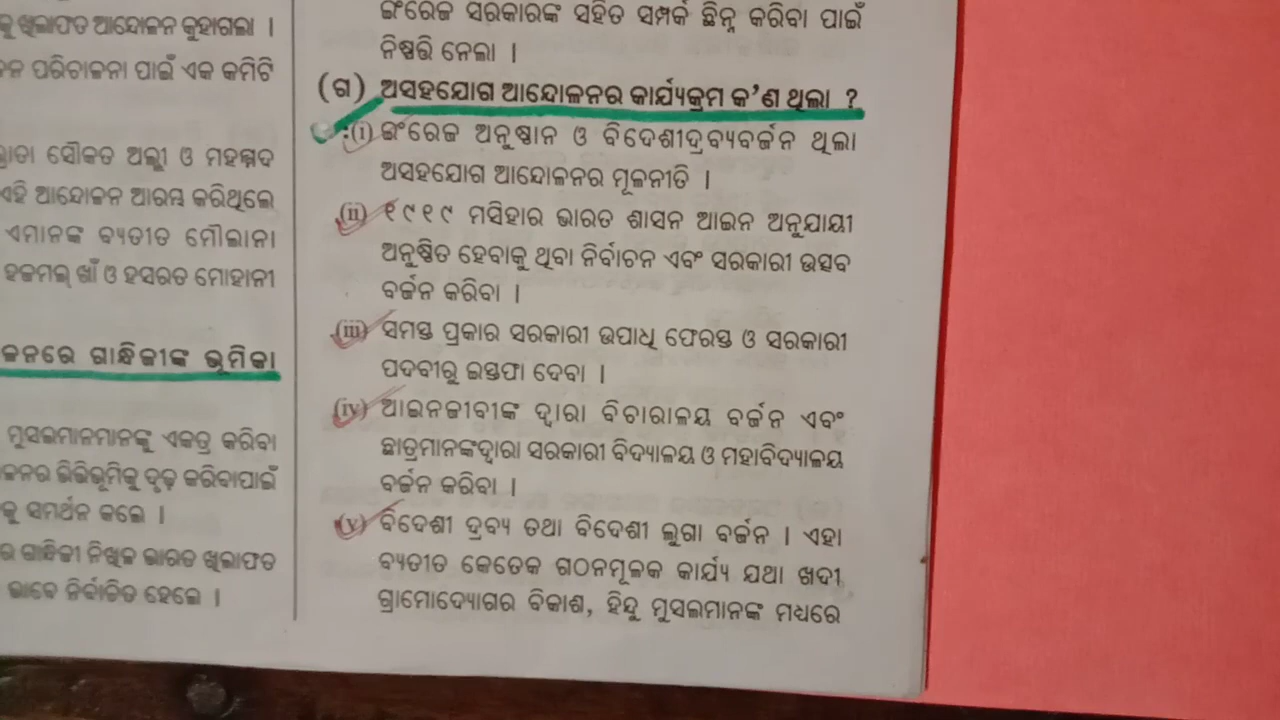 ଖିଲାଫତ ଆନ୍ଦୋଳନ କୁହାଗଲା ।
ପରିଚାଳନା ପାଇଁ ଏକ କମିଟି
ସୌକତ ଅଲ୍ଲୀ ଓ ମହମ୍ମଦ
ଏହି ଆନ୍ଦୋଳନ ଆରମ୍ଭ କରିଥିଲେ
ଏମାନଙ୍କ ବ୍ୟତୀତ ମୌଲାନା
ହଜମଲ୍ ଖାଁ ଓ ହସରତ ମୋହାନୀ
ଳନରେ ଗାନ୍ଧିଜୀଙ୍କ ଭୂମିକା
ମୁସଲମାନମାନଙ୍କୁ ଏକତ୍ର କରିବା
ଳନର ଭିତ୍ତିଭୂମିକୁ ଦୃଢ଼ କରିବାପାଇଁ
କୁ ସମର୍ଥନ କଲେ ।
ର ଗାନ୍ଧିଜୀ ନିଖିଳ ଭାରତ ଖିଲାଫତ
ଭାବେ ନିର୍ବାଚିତ ହେଲେ ।
ଇଂରେଜ ସରକାରଙ୍କ ସହିତ ସମ୍ପର୍କ ଛିନ୍ନ କରିବା ପାଇଁ
ନିଷ୍ପତ୍ତି ନେଲା ।
(ଗ) ଅସହଯୋଗ ଆନ୍ଦୋଳନର କାର୍ଯ୍ୟକ୍ରମ କ'ଣ ଥିଲା ?
(i) ଇଂରେଜ ଅନୁଷ୍ଠାନ ଓ ବିଦେଶୀଦ୍ରବ୍ୟବର୍ଜନ ଥିଲା
ଅସହଯୋଗ ଆନ୍ଦୋଳନର ମୂଳନୀତି ।
(ii) ୧୯୧୯ ମସିହାର ଭାରତ ଶାସନ ଆଇନ ଅନୁଯାୟୀ
ଅନୁଷ୍ଠିତ ହେବାକୁ ଥିବା ନିର୍ବାଚନ ଏବଂ ସରକାରୀ ଉତ୍ସବ
ବର୍ଜନ କରିବା ।
(iii) ସମସ୍ତ ପ୍ରକାର ସରକାରୀ ଉପାଧି ଫେରସ୍ତ ଓ ସରକାରୀ
ପଦବୀରୁ ଇସ୍ତଫା ଦେବା ।
(iv) ଆଇନଜୀବୀଙ୍କ ଦ୍ୱାରା ବିଚାରାଳୟ ବର୍ଜନ ଏବଂ
ଛାତ୍ରମାନଙ୍କଦ୍ୱାରା ସରକାରୀ ବିଦ୍ୟାଳୟ ଓ ମହାବିଦ୍ୟାଳୟ
ବର୍ଜନ କରିବା ।
(v) ବିଦେଶୀ ଦ୍ରବ୍ୟ ତଥା ବିଦେଶୀ ଲୁଗା ବର୍ଜନ । ଏହା
ବ୍ୟତୀତ କେତେକ ଗଠନମୂଳକ କାର୍ଯ୍ୟ ଯଥା ଖଦୀ
ଗ୍ରାମୋଦ୍ୟୋଗର ବିକାଶ, ହିନ୍ଦୁ ମୁସଲମାନଙ୍କ ମଧ୍ୟରେ